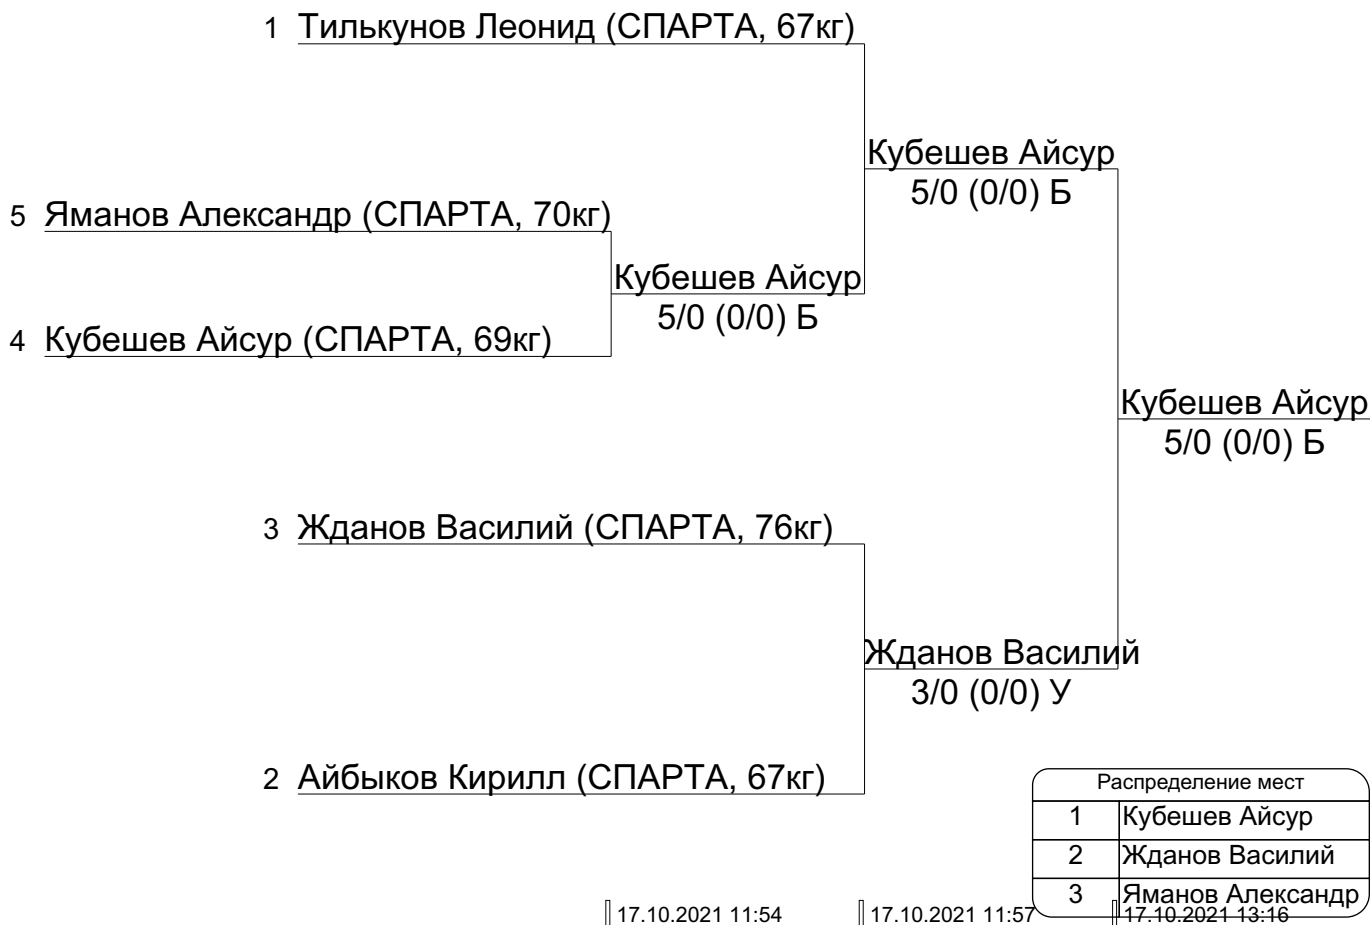 1 Тилькунов Леонид (СПАРТА, 67кг)
Кубешев Айсур
5/0 (0/0) Б
5 Яманов Александр (СПАРТА, 70кг)
Кубешев Айсур
5/0 (0/0) Б
4 Кубешев Айсур (СПАРТА, 69кг)
Кубешев Айсур
5/0 (0/0) Б
3 Жданов Василий (СПАРТА, 76кг)
Жданов Василий
3/0 (0/0) У
2 Айбыков Кирилл (СПАРТА, 67кг)
Распределение мест
1 Кубешев Айсур
2 Жданов Василий
3 Яманов Александр
17.10.2021 11:54 17.10.2021 11:57 17.10.2021 13:16